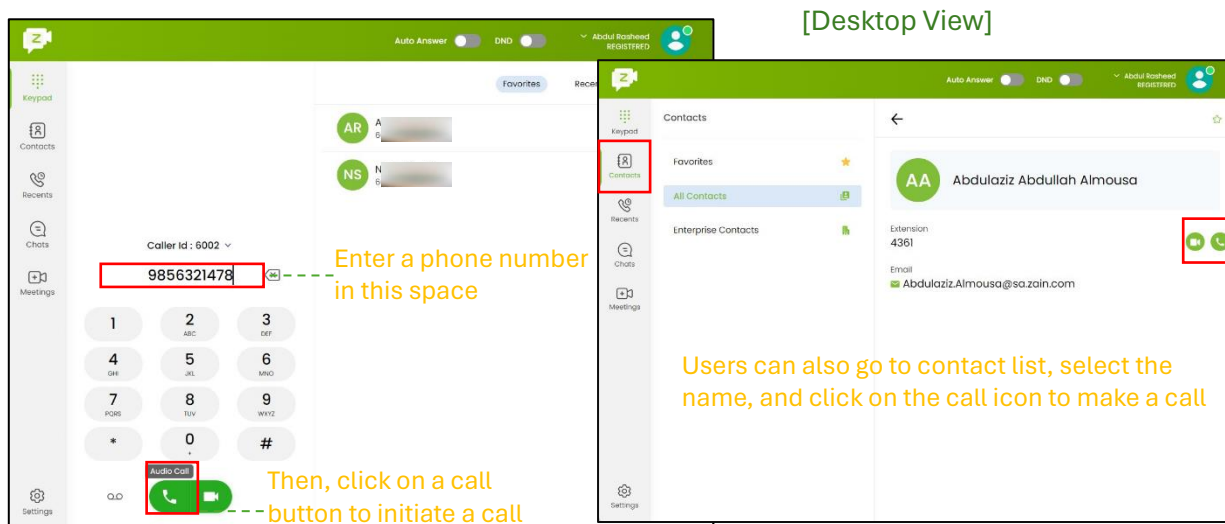 [Desktop View]
Auto Answer DND Abdul Rasheed
REGISTERED
Keypad
Contacts
Recents
Chats
Meetings
Settings
Favorites
AR A
6
NS N
6
Caller Id : 6002
9856321478
Enter a phone number
in this space
1 2 3
ABC DEF
4 5 6
GHI JKL MNO
7 8 9
PQRS TUV WXYZ
* 0 #
+
Audio Call
Then, click on a call
button to initiate a call
Auto Answer DND Abdul Rasheed
REGISTERED
Keypad
Contacts
Recents
Chats
Meetings
Settings
Contacts
Favorites
All Contacts
Enterprise Contacts
AA Abdulaziz Abdullah Almousa
Extension
4361
Email
Abdulaziz.Almousa@sa.zain.com
Users can also go to contact list, select the
name, and click on the call icon to make a call